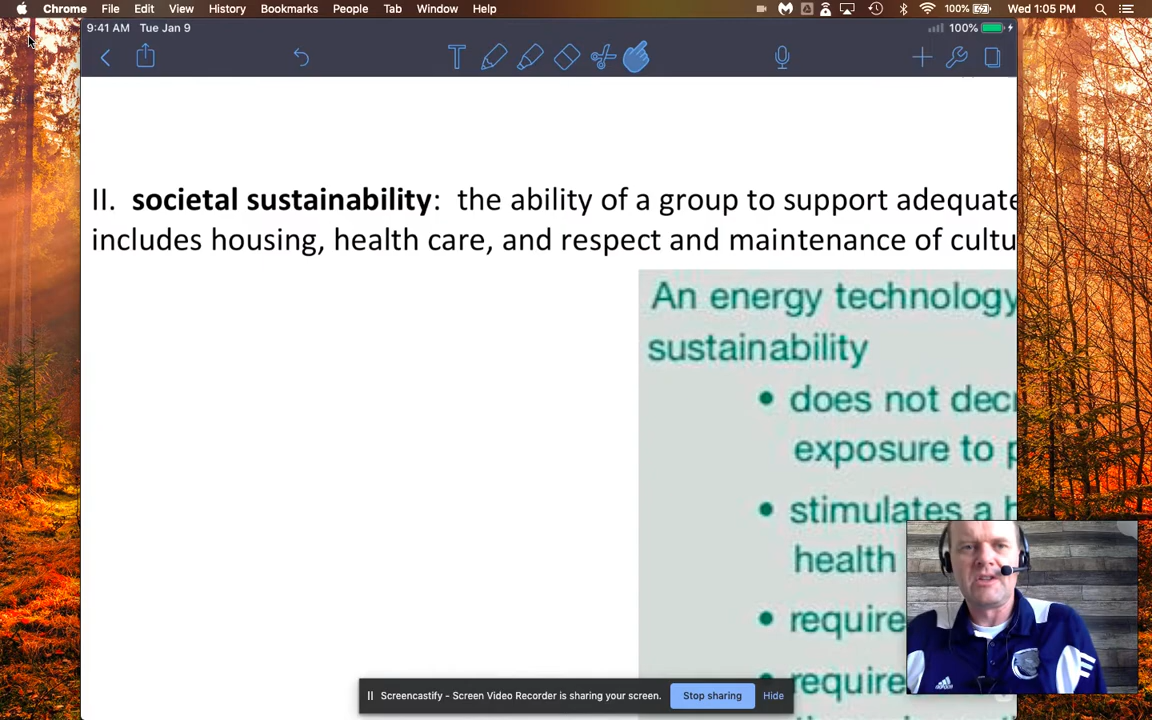 Chrome File Edit View History Bookmarks People Tab Window Help 100% Wed 1:05 PM
9:41 AM Tue Jan 9 100%
T
II. societal sustainability: the ability of a group to support adequate
includes housing, health care, and respect and maintenance of cultu
An energy technology
sustainability
• does not dec
exposure to
• stimulates a
health
• require
• require
Screencastify - Screen Video Recorder is sharing your screen. Stop sharing Hide
adidas